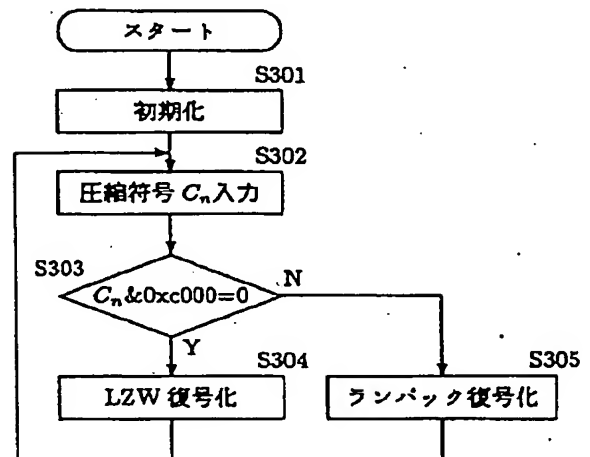 スタート
S301
初期化
S302
圧縮符号 Cn入力
S303
Cn&0xc000=0
N
Y
S304
S305
LZW 復号化
ランパック復号化